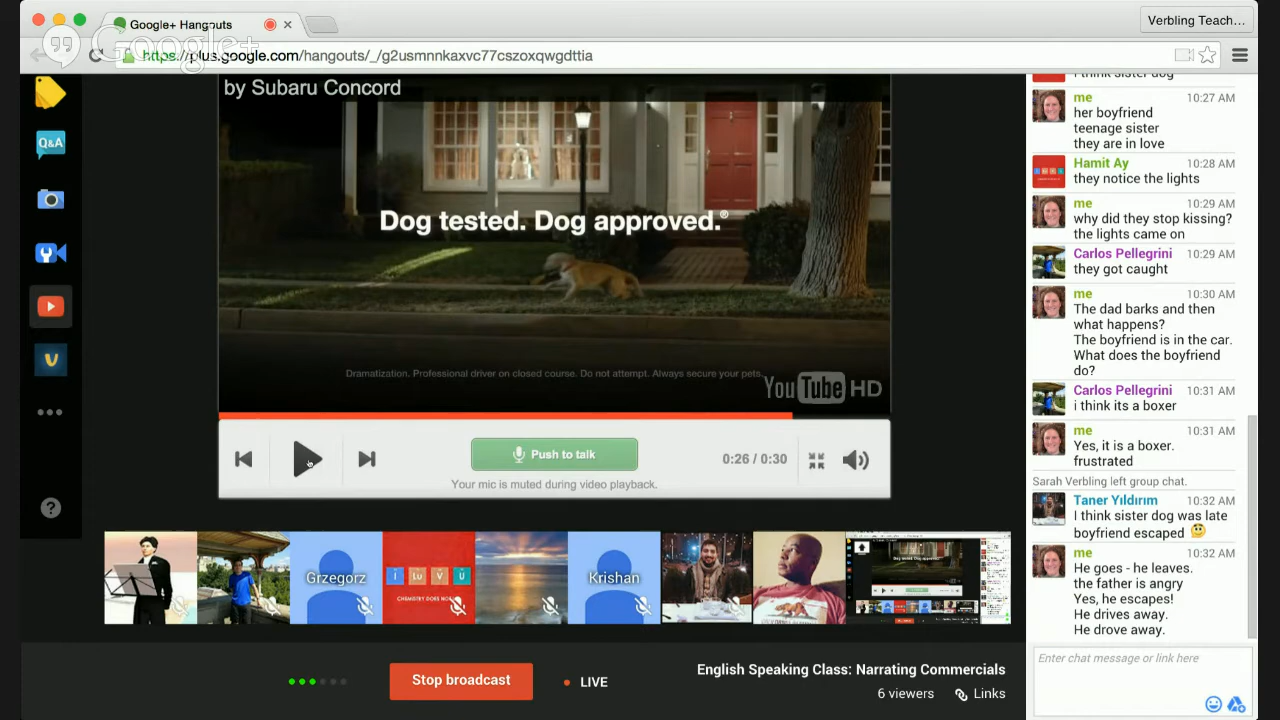 Google+ Hangouts
Verbling Teach...
Google+
https://plus.google.com/hangouts/_/g2usmnnkaxvc77cszoxqwgdttia
by Subaru Concord
Q&A
Dog tested. Dog approved.®
Dramatization. Professional driver on closed course. Do not attempt. Always secure your pets.
YouTube HD
Push to talk
0:26 / 0:30
Your mic is muted during video playback.
Grzegorz
I Lu V U
CHEMISTRY DOES
Krishan
Stop broadcast
LIVE
English Speaking Class: Narrating Commercials
6 viewers
Links
I think sister dog
me 10:27 AM
her boyfriend
teenage sister
they are in love
Hamit Ay 10:28 AM
they notice the lights
me 10:29 AM
why did they stop kissing?
the lights came on
Carlos Pellegrini 10:29 AM
they got caught
me 10:30 AM
The dad barks and then
what happens?
The boyfriend is in the car.
What does the boyfriend
do?
Carlos Pellegrini 10:31 AM
i think its a boxer
me 10:31 AM
Yes, it is a boxer.
frustrated
Sarah Verbling left group chat.
Taner Yıldırım 10:32 AM
I think sister dog was late
boyfriend escaped
me 10:32 AM
He goes - he leaves.
the father is angry
Yes, he escapes!
He drives away.
He drove away.
Enter chat message or link here